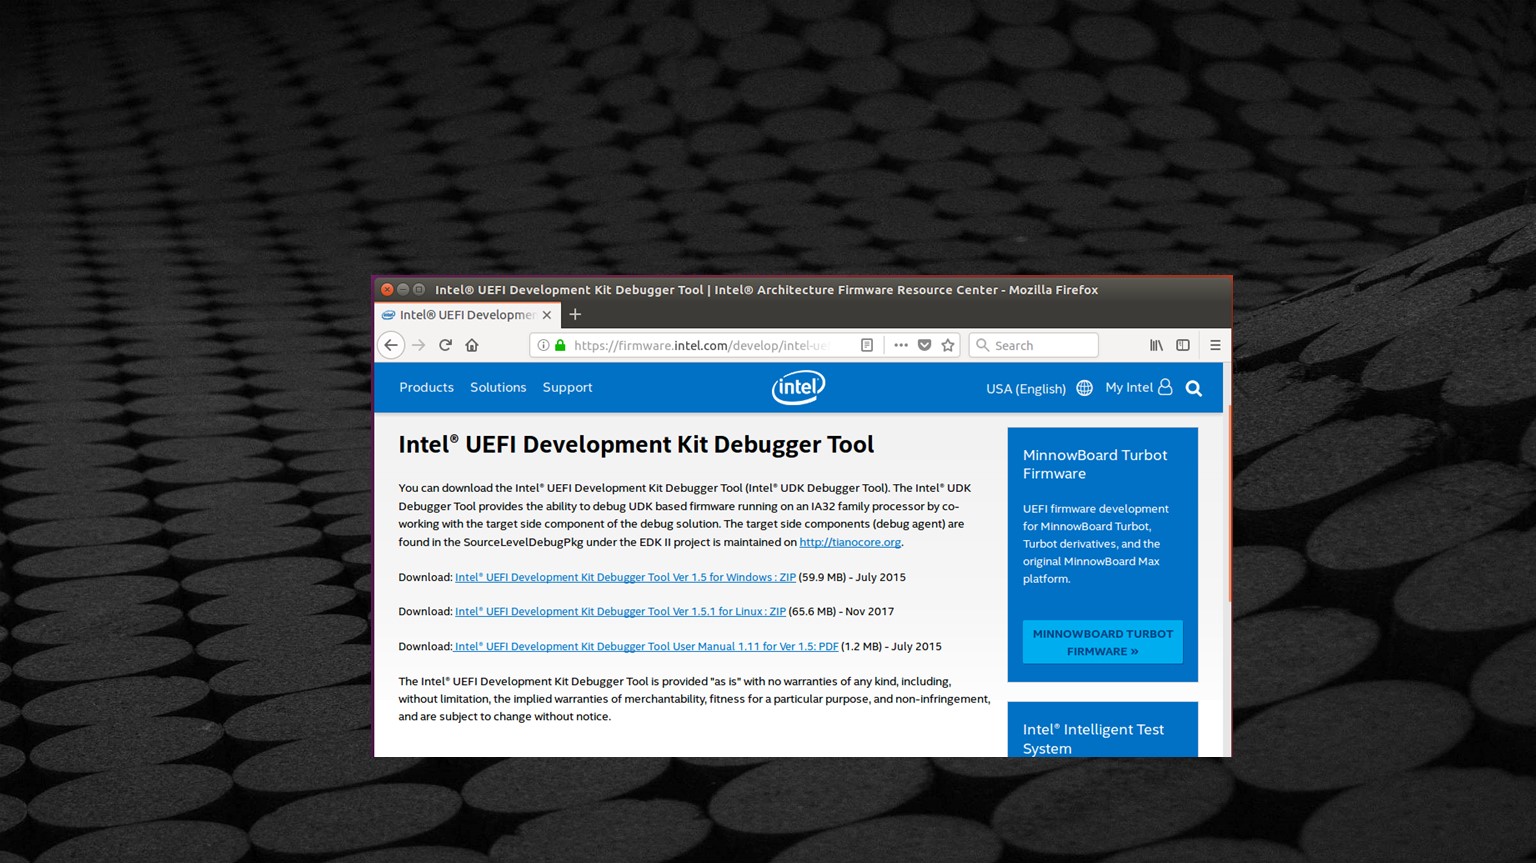 Intel® UEFI Development Kit Debugger Tool | Intel® Architecture Firmware Resource Center - Mozilla Firefox
Intel® UEFI Developmen
https://firmware.intel.com/develop/intel-ue
Search
Products Solutions Support
intel
USA (English) My Intel
Intel® UEFI Development Kit Debugger Tool
You can download the Intel® UEFI Development Kit Debugger Tool (Intel® UDK Debugger Tool). The Intel® UDK
Debugger Tool provides the ability to debug UDK based firmware running on an IA32 family processor by co-
working with the target side component of the debug solution. The target side components (debug agent) are
found in the SourceLevelDebugPkg under the EDK II project is maintained on http://tianocore.org.
Download: Intel® UEFI Development Kit Debugger Tool Ver 1.5 for Windows : ZIP (59.9 MB) - July 2015
Download: Intel® UEFI Development Kit Debugger Tool Ver 1.5.1 for Linux : ZIP (65.6 MB) - Nov 2017
Download: Intel® UEFI Development Kit Debugger Tool User Manual 1.11 for Ver 1.5: PDF (1.2 MB) - July 2015
The Intel® UEFI Development Kit Debugger Tool is provided "as is" with no warranties of any kind, including,
without limitation, the implied warranties of merchantability, fitness for a particular purpose, and non-infringement,
and are subject to change without notice.
MinnowBoard Turbot
Firmware
UEFI firmware development
for MinnowBoard Turbot,
Turbot derivatives, and the
original MinnowBoard Max
platform.
MINNOWBOARD TURBOT
FIRMWARE »
Intel® Intelligent Test
System